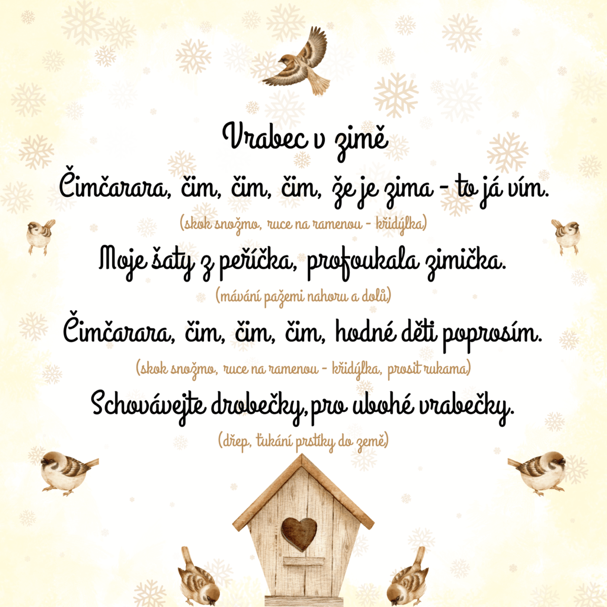 Vrabec v zimě
Čimčarara, čim, čim, čim, že je zima - to já vím.
(skok snožmo, ruce na ramenou - křidýlka)
Moje šaty z peříčka, profoukala zimička.
(mávání pažemi nahoru a dolů)
Čimčarara, čim, čim, čim, hodné děti poprosím.
(skok snožmo, ruce na ramenou - křidýlka, prosit rukama)
Schovávejte drobečky,pro ubohé vrabečky.
(dřep, ťukání prstíky do země)